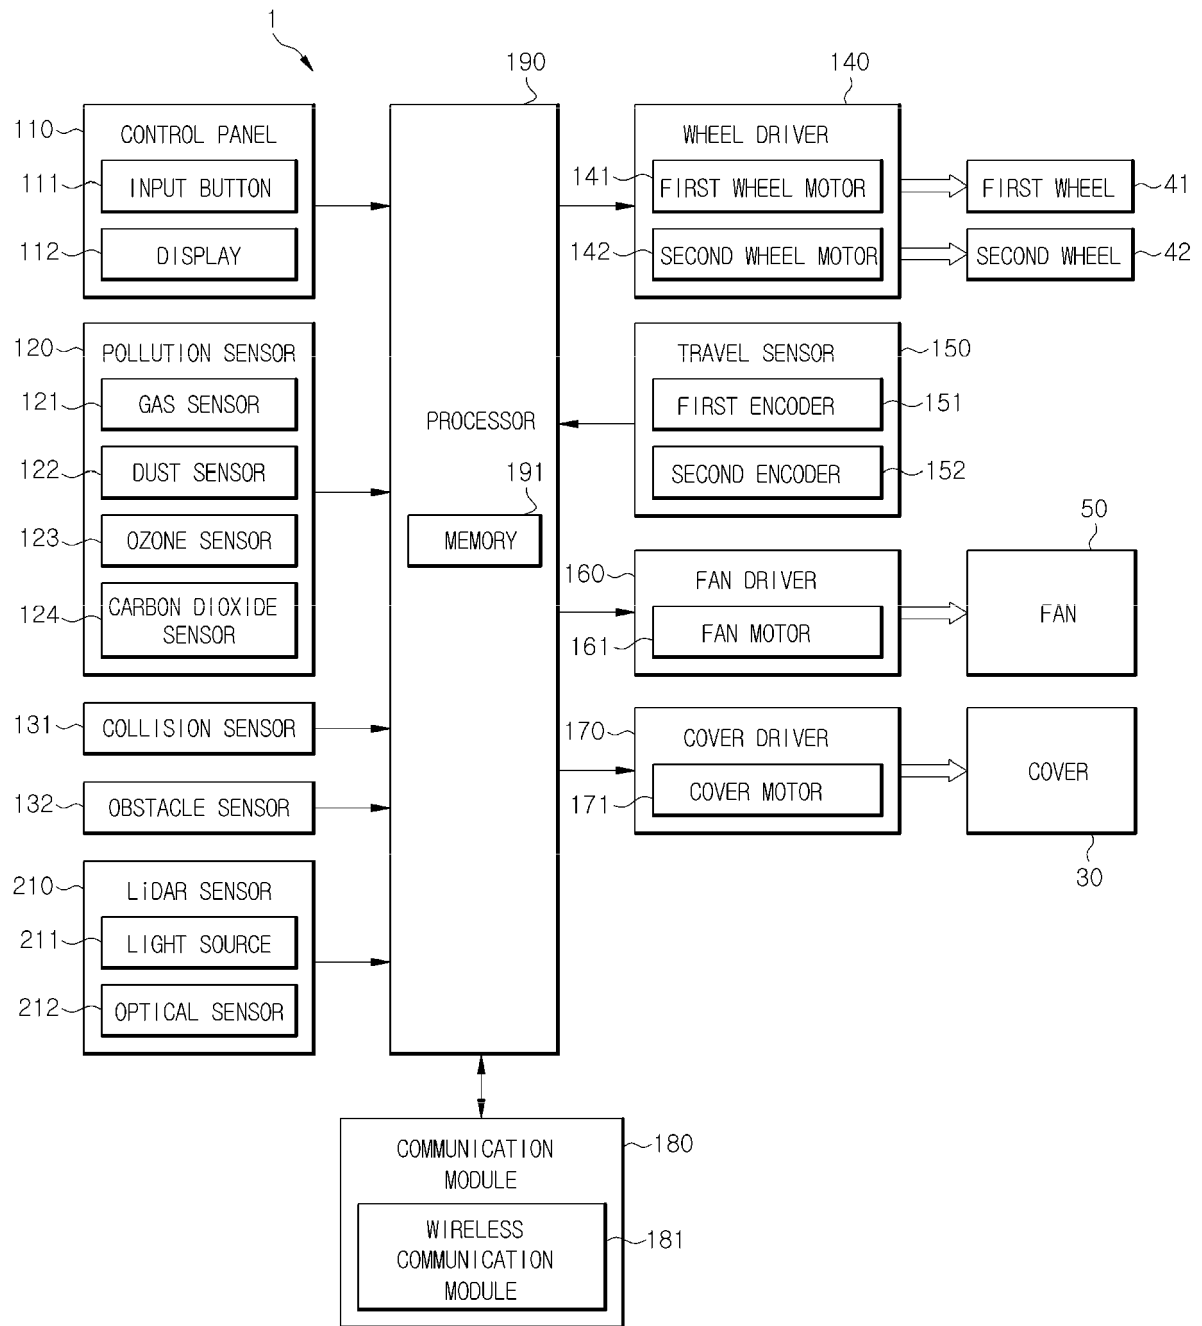 1
190
140
110
CONTROL PANEL
111
INPUT BUTTON
112
DISPLAY
WHEEL DRIVER
141
FIRST WHEEL MOTOR
FIRST WHEEL
41
142
SECOND WHEEL MOTOR
SECOND WHEEL
42
120
POLLUTION SENSOR
121
GAS SENSOR
122
DUST SENSOR
123
OZONE SENSOR
124
CARBON DIOXIDE
SENSOR
PROCESSOR
191
MEMORY
TRAVEL SENSOR
150
FIRST ENCODER
151
SECOND ENCODER
152
50
160
FAN DRIVER
161
FAN MOTOR
FAN
131
COLLISION SENSOR
132
OBSTACLE SENSOR
170
COVER DRIVER
171
COVER MOTOR
COVER
30
210
LiDAR SENSOR
211
LIGHT SOURCE
212
OPTICAL SENSOR
COMMUNICATION
MODULE
180
WIRELESS
COMMUNICATION
MODULE
181